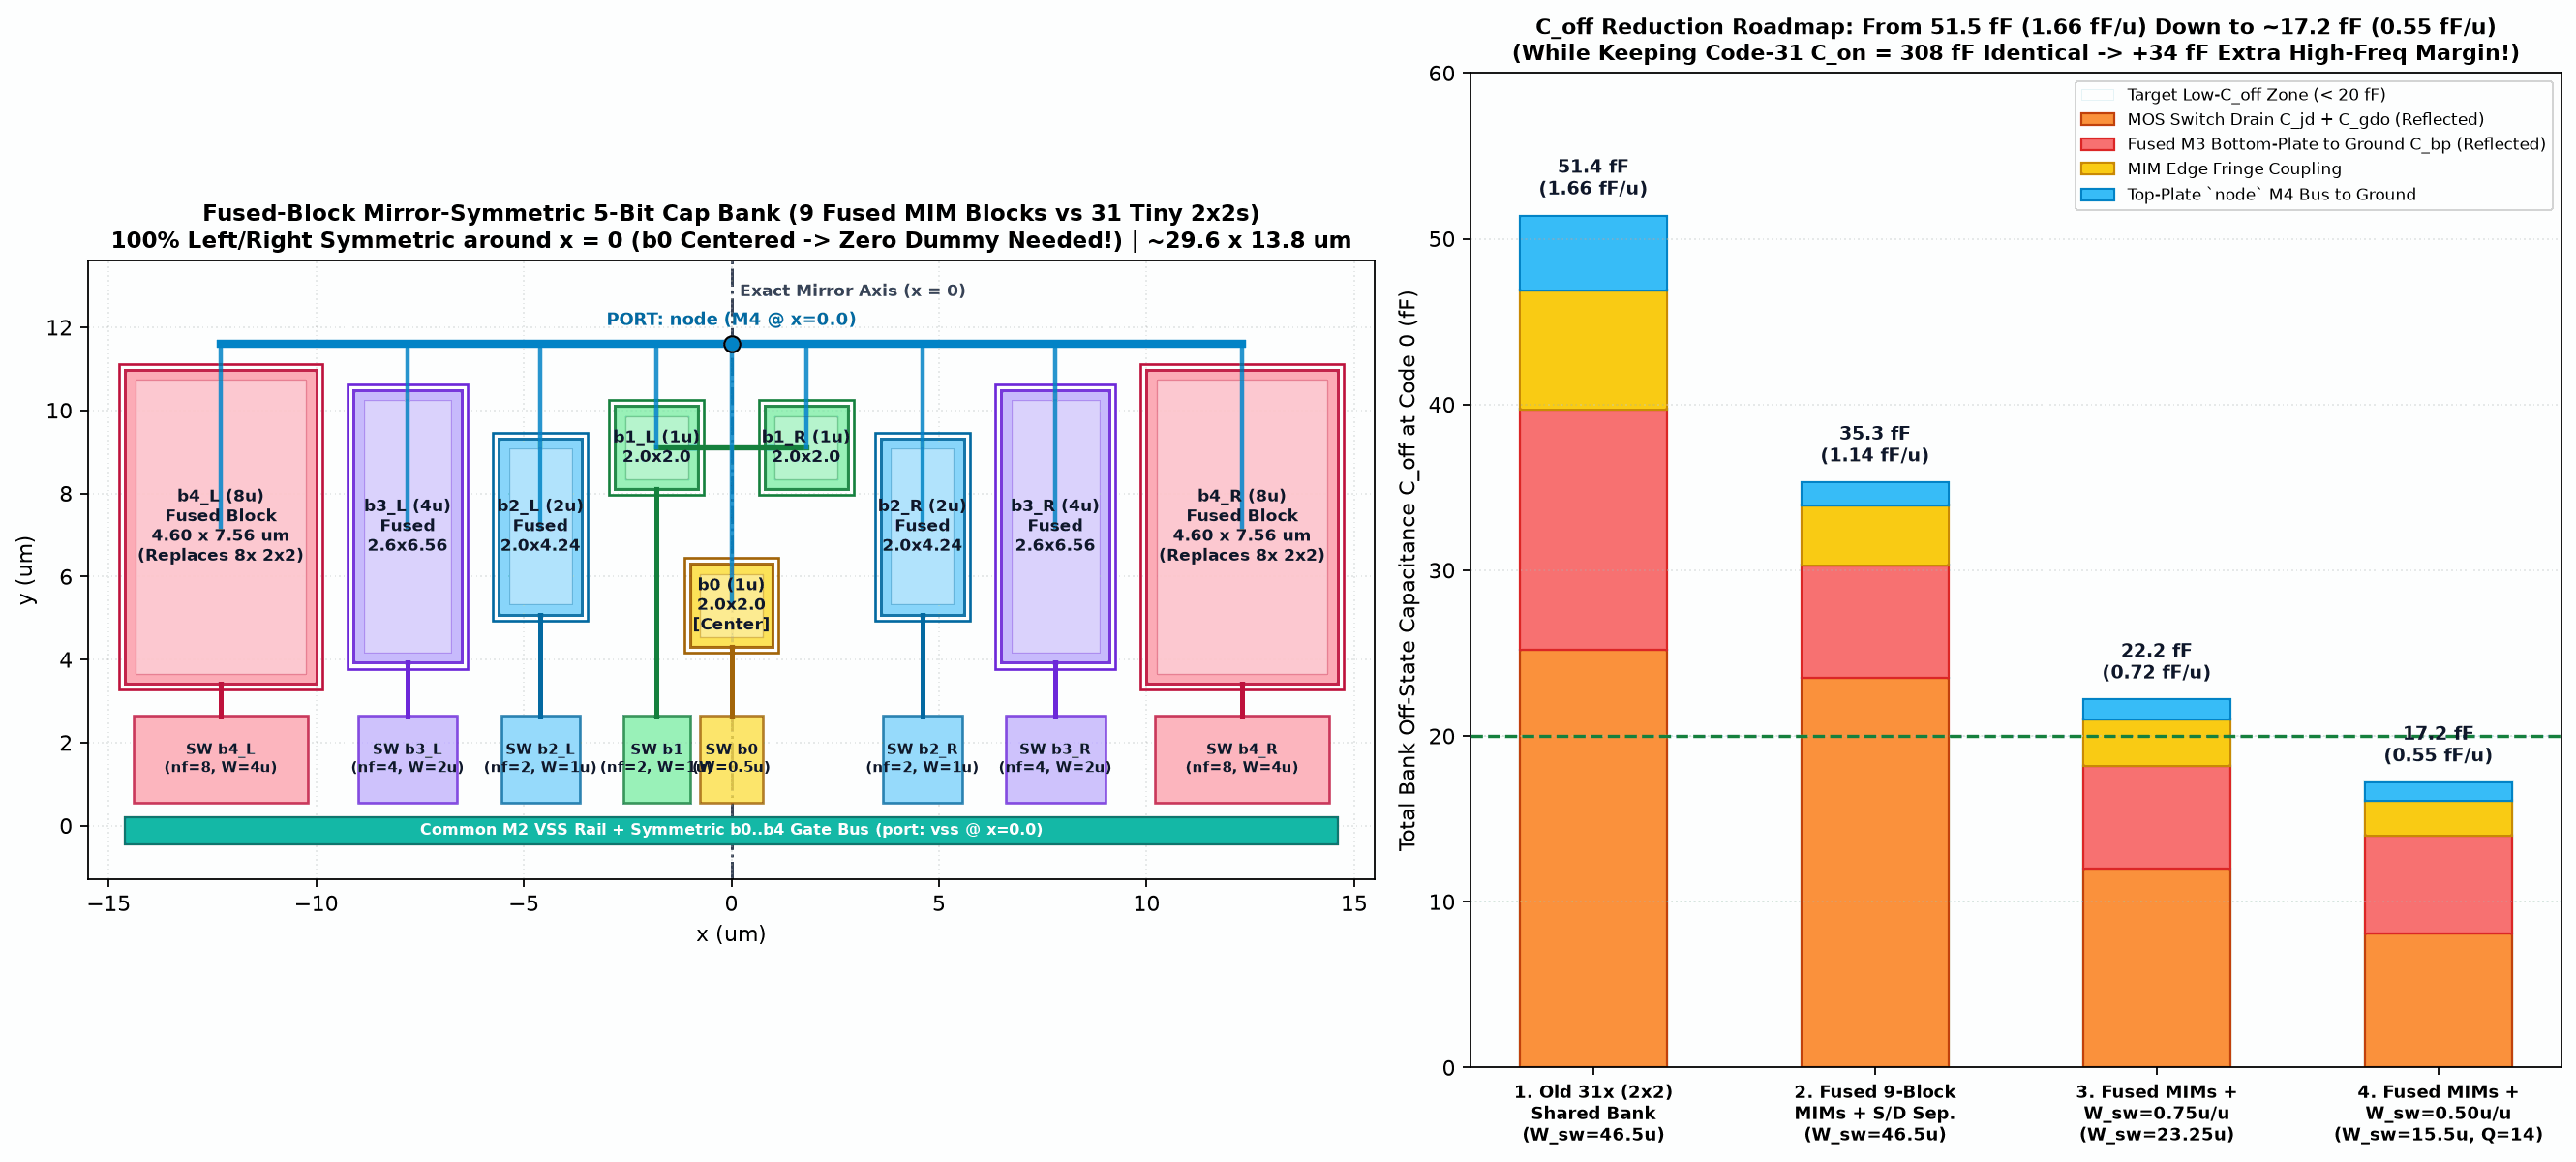 Fused-Block Mirror-Symmetric 5-Bit Cap Bank (9 Fused MIM Blocks vs 31 Tiny 2x2s)
100% Left/Right Symmetric around x = 0 (b0 Centered -> Zero Dummy Needed!) | ~29.6 x 13.8 um
Exact Mirror Axis (x = 0)
PORT: node (M4 @ x=0.0)
b4_L (8u)
Fused Block
4.60 x 7.56 um
(Replaces 8x 2x2)
b3_L (4u)
Fused
2.6x6.56
b2_L (2u)
Fused
2.0x4.24
b1_L (1u)
2.0x2.0
b0 (1u)
2.0x2.0
[Center]
b1_R (1u)
2.0x2.0
b2_R (2u)
Fused
2.0x4.24
b3_R (4u)
Fused
2.6x6.56
b4_R (8u)
Fused Block
4.60 x 7.56 um
(Replaces 8x 2x2)
SW b4_L
(nf=8, W=4u)
SW b3_L
(nf=4, W=2u)
SW b2_L
(nf=2, W=1u)
SW b1
(nf=2, W=1u)
SW b0
(W=0.5u)
SW b2_R
(nf=2, W=1u)
SW b3_R
(nf=4, W=2u)
SW b4_R
(nf=8, W=4u)
Common M2 VSS Rail + Symmetric b0..b4 Gate Bus (port: vss @ x=0.0)
12
10
8
6
4
2
0
y (um)
−15
−10
−5
0
5
10
15
x (um)
C_off Reduction Roadmap: From 51.5 fF (1.66 fF/u) Down to ~17.2 fF (0.55 fF/u)
(While Keeping Code-31 C_on = 308 fF Identical -> +34 fF Extra High-Freq Margin!)
Target Low-C_off Zone (< 20 fF)
MOS Switch Drain C_jd + C_gdo (Reflected)
Fused M3 Bottom-Plate to Ground C_bp (Reflected)
MIM Edge Fringe Coupling
Top-Plate `node` M4 Bus to Ground
51.4 fF
(1.66 fF/u)
35.3 fF
(1.14 fF/u)
22.2 fF
(0.72 fF/u)
17.2 fF
(0.55 fF/u)
60
50
40
30
20
10
0
Total Bank Off-State Capacitance C_off at Code 0 (fF)
1. Old 31x (2x2)
Shared Bank
(W_sw=46.5u)
2. Fused 9-Block
MIMs + S/D Sep.
(W_sw=46.5u)
3. Fused MIMs +
W_sw=0.75u/u
(W_sw=23.25u)
4. Fused MIMs +
W_sw=0.50u/u
(W_sw=15.5u, Q=14)